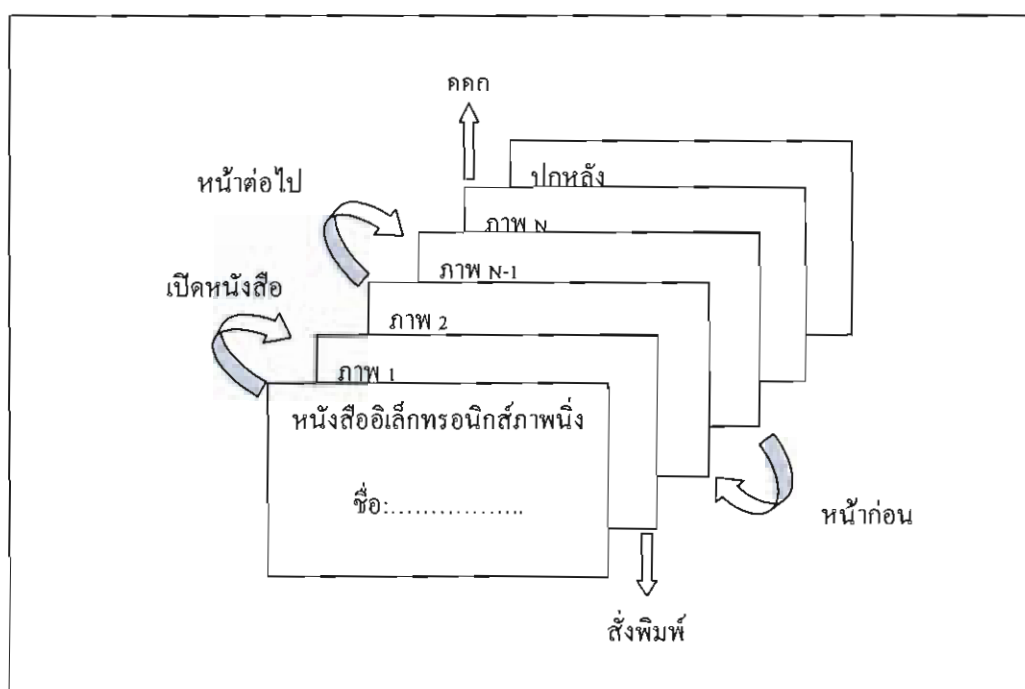 คคถ
ปกหลัง
หน้าต่อไป
ภาพ N
ภาพ N-1
เปิดหนังสือ
ภาพ 2
ภาพ 1
หนังสืออิเล็กทรอนิกส์ภาพนิ่ง
ชื่อ:................
หน้าก่อน
สั่งพิมพ์